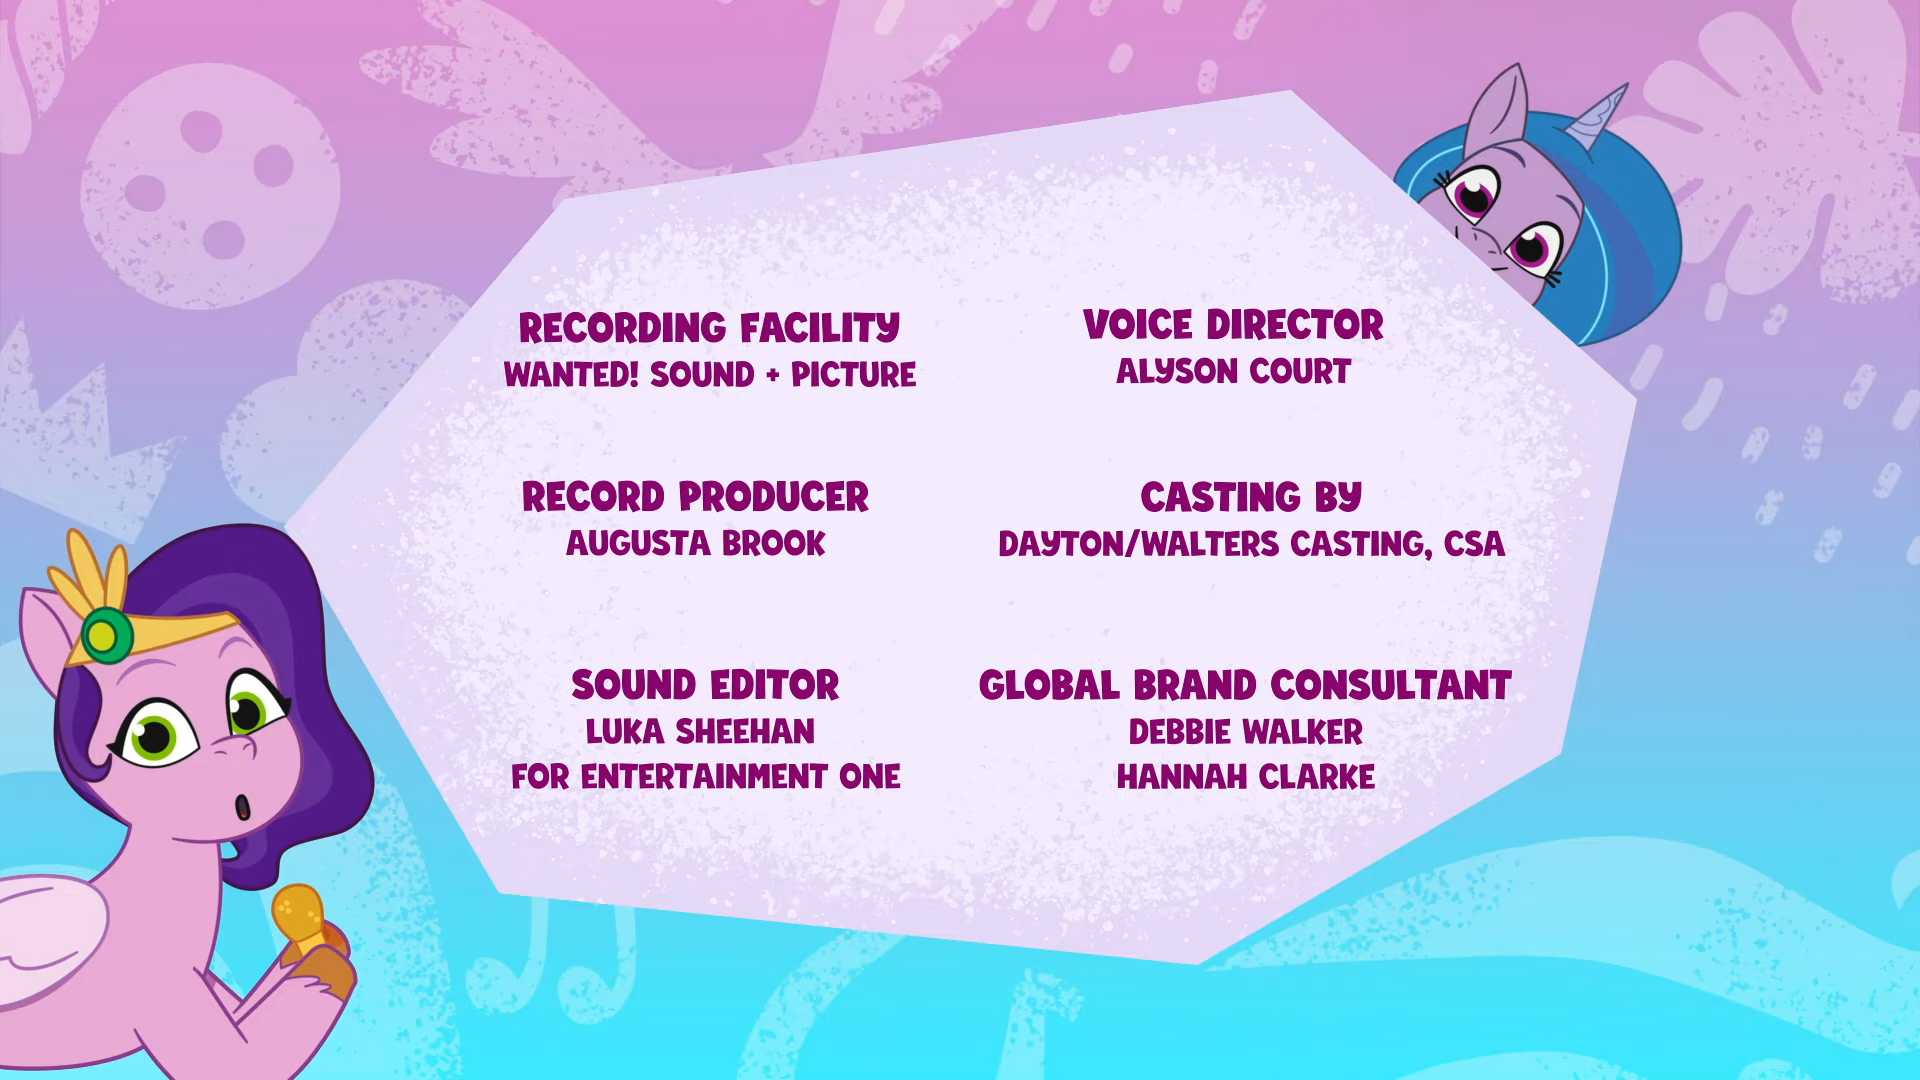 RECORDING FACILITY
WANTED! SOUND + PICTURE
VOICE DIRECTOR
ALYSON COURT
RECORD PRODUCER
AUGUSTA BROOK
CASTING BY
DAYTON/WALTERS CASTING, CSA
SOUND EDITOR
LUKA SHEEHAN
FOR ENTERTAINMENT ONE
GLOBAL BRAND CONSULTANT
DEBBIE WALKER
HANNAH CLARKE